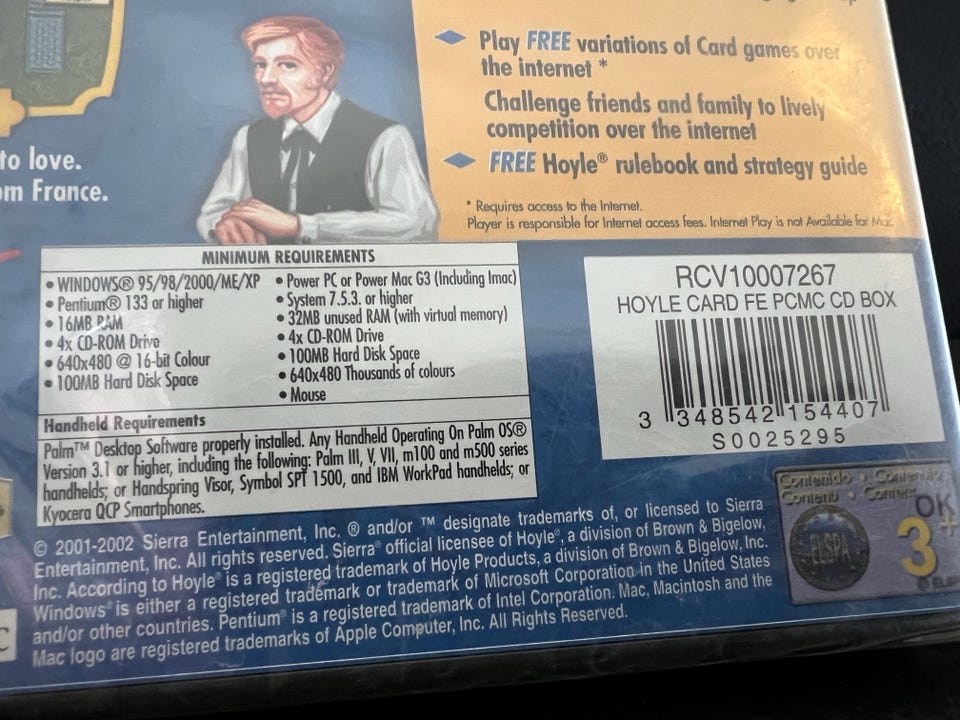 Play FREE variations of Card games over
the internet *
Challenge friends and family to lively
competition over the internet
FREE Hoyle® rulebook and strategy guide
* Requires access to the Internet.
Player is responsible for Internet access fees. Internet Play is not Available for Mac
to love.
om France.
MINIMUM REQUIREMENTS
• WINDOWS® 95/98/2000/ME/XP
• Pentium® 133 or higher
• 16MB RAM
• 4x CD-ROM Drive
• 640x480 @ 16-bit Colour
• 100MB Hard Disk Space
• Power PC or Power Mac G3 (Including Imac)
• System 7.5.3. or higher
• 32MB unused RAM (with virtual memory)
• 4x CD-ROM Drive
• 100MB Hard Disk Space
• 640x480 Thousands of colours
• Mouse
Handheld Requirements
Palm™ Desktop Software properly installed. Any Handheld Operating On Palm OS®
Version 3.1 or higher, including the following: Palm III, V, VII, m100 and m500 series
handhelds; or Handspring Visor, Symbol SPT 1500, and IBM WorkPad handhelds; or
Kyocera QCP Smartphones.
RCV10007267
HOYLE CARD FE PCMC CD BOX
3 348542 154407
S0025295
Contenido • Contenuto
Contenu •
OK
3+
ELSPA
© 2001-2002 Sierra Entertainment, Inc. ® and/or ™ designate trademarks of, or licensed to Sierra
Entertainment, Inc. All rights reserved. Sierra® official licensee of Hoyle®, a division of Brown & Bigelow,
Inc. According to Hoyle® is a registered trademark of Hoyle Products, a division of Brown & Bigelow, Inc.
Windows® is either a registered trademark or trademark of Microsoft Corporation in the United States
and/or other countries. Pentium® is a registered trademark of Intel Corporation. Mac, Macintosh and the
Mac logo are registered trademarks of Apple Computer, Inc. All Rights Reserved.